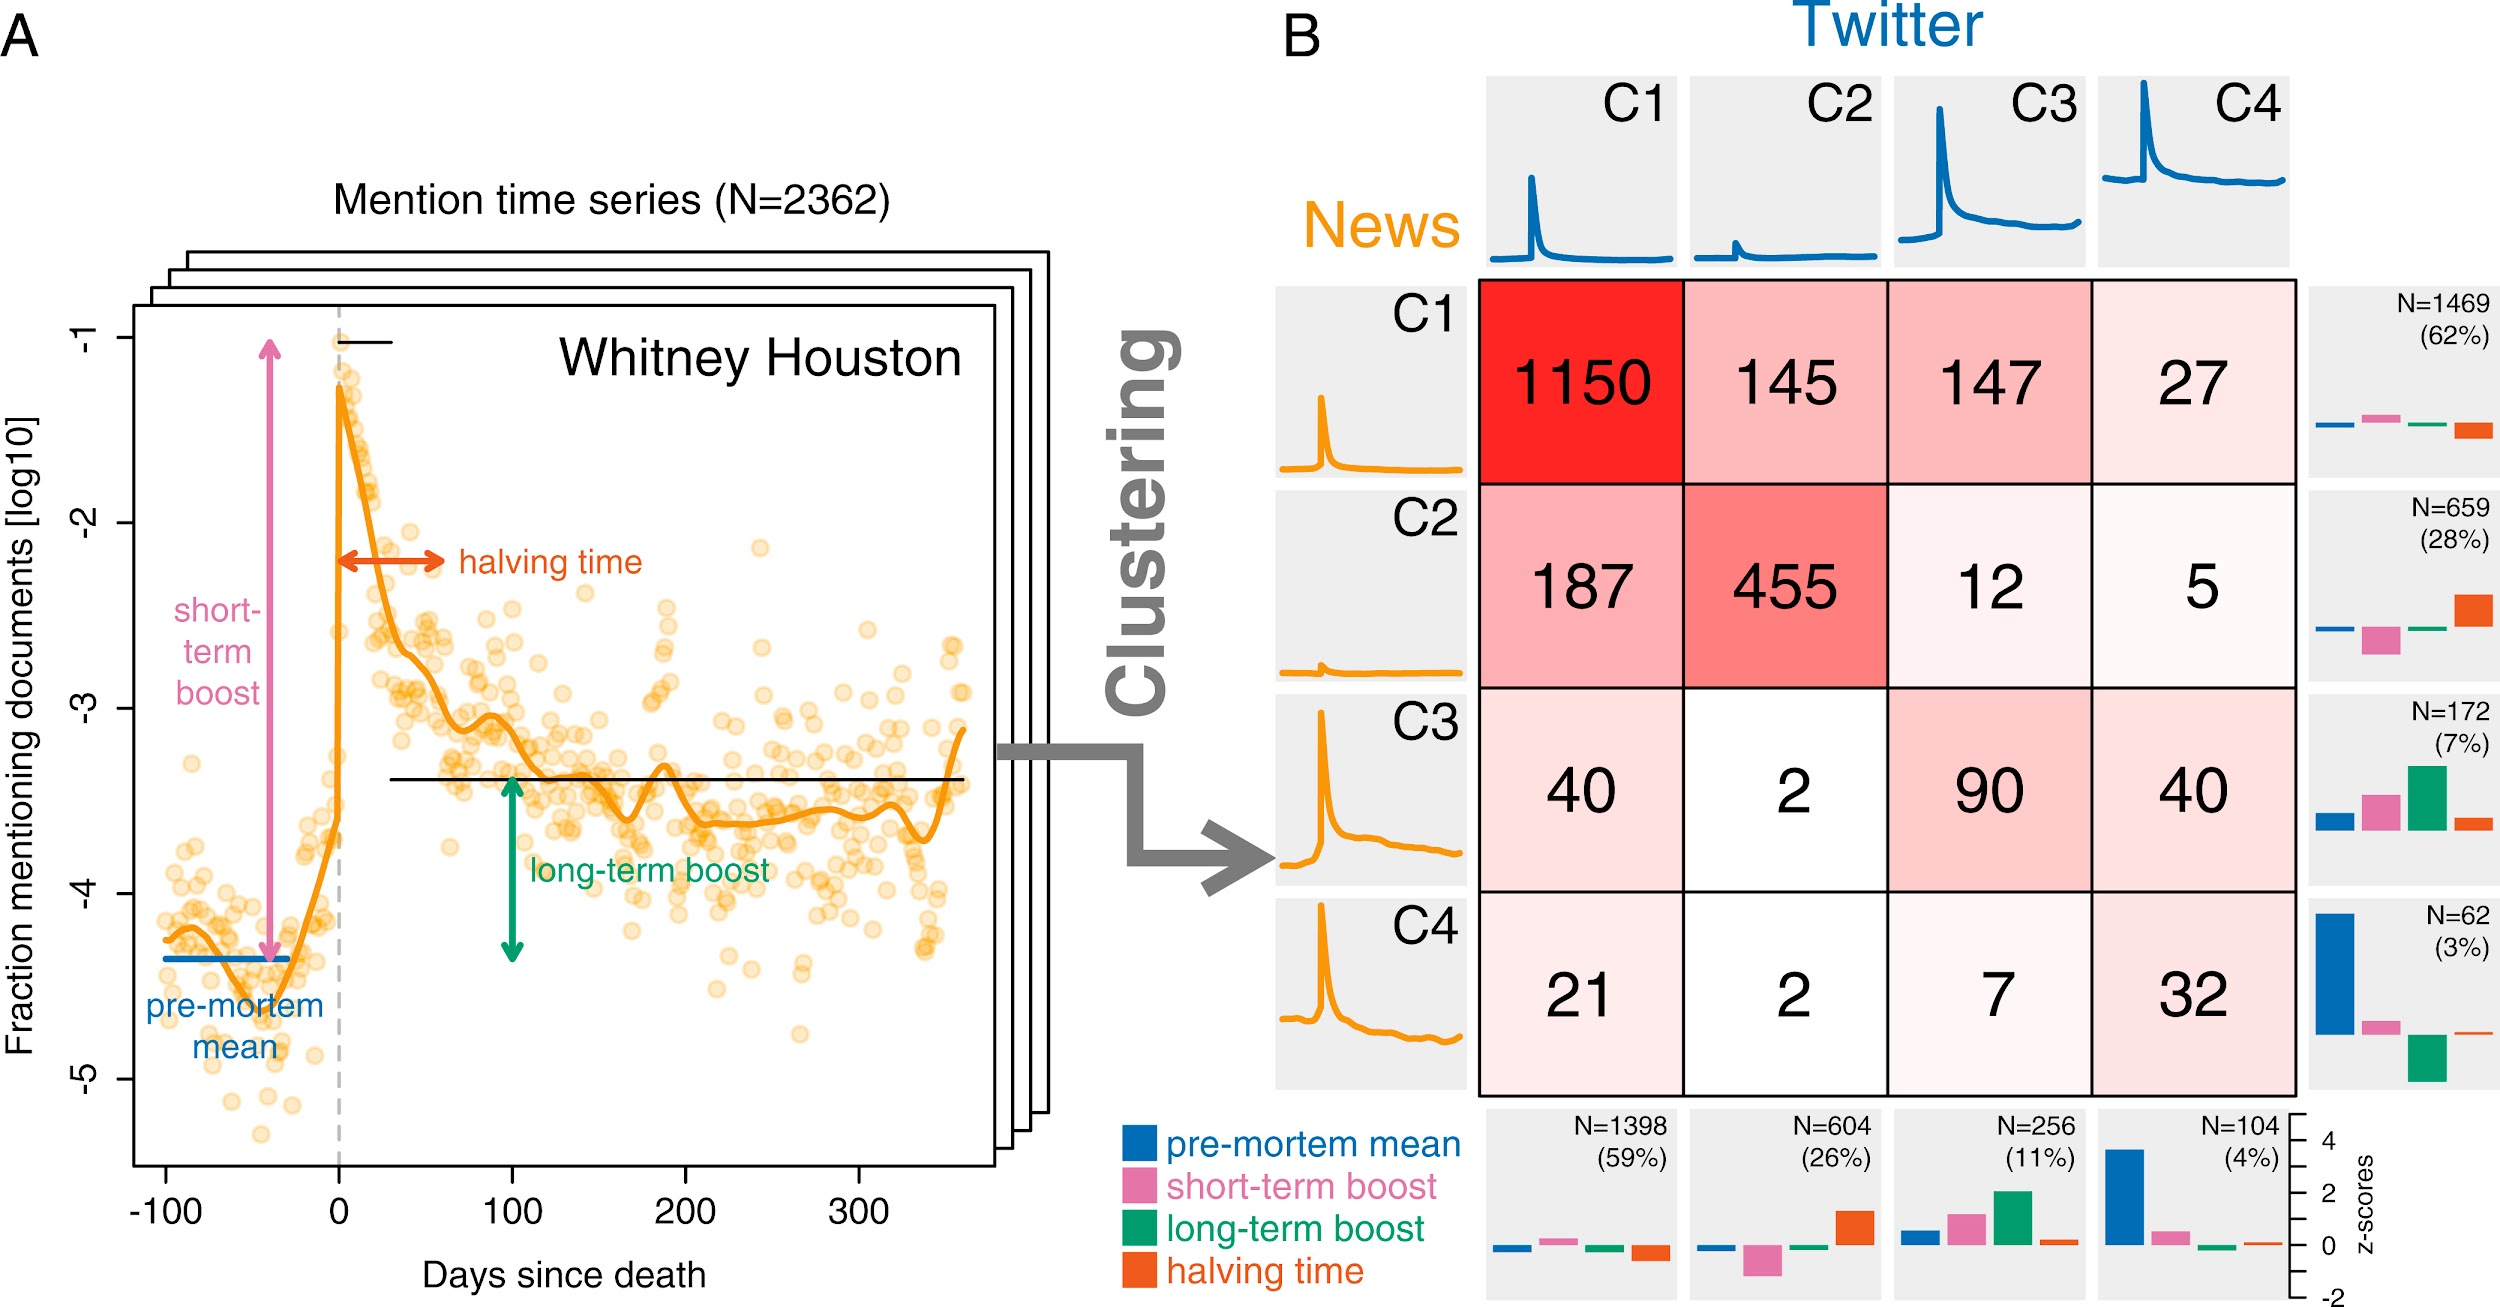 A
Mention time series (N=2362)
Whitney Houston
Fraction mentioning documents [log10]
-1
-2
-3
-4
-5
halving time
short-
term
boost
long-term boost
pre-mortem
mean
-100
0
100
200
300
Days since death
Clustering
B
Twitter
News
C1
C2
C3
C4
C1
1150
145
147
27
N=1469
(62%)
C2
187
455
12
5
N=659
(28%)
C3
40
2
90
40
N=172
(7%)
C4
21
2
7
32
N=62
(3%)
N=1398
(59%)
N=604
(26%)
N=256
(11%)
N=104
(4%)
4
2
0
-2
z-scores
pre-mortem mean
short-term boost
long-term boost
halving time